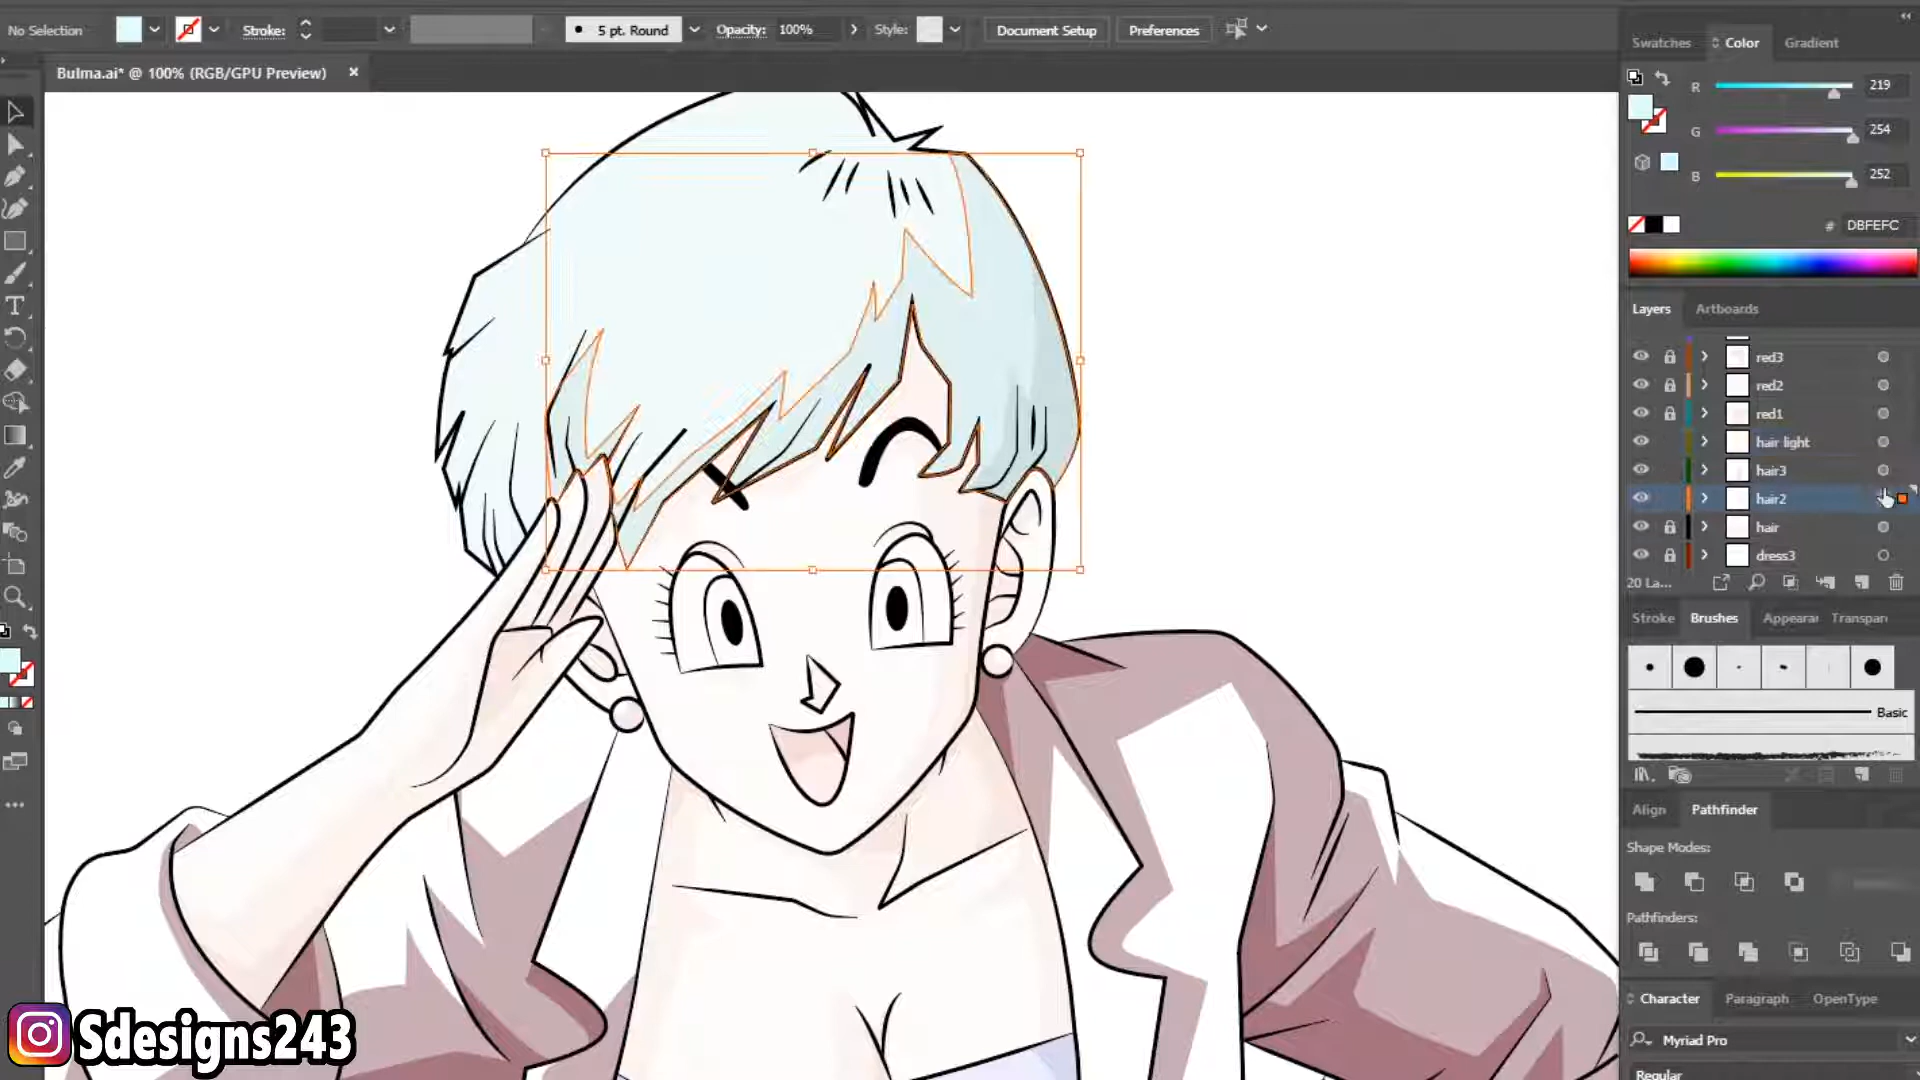 No Selection Stroke: 5 pt. Round Opacity: 100% Style: Document Setup Preferences
Bulma.ai* @ 100% (RGB/GPU Preview) ×
Swatches Color Gradient
R 219
G 254
B 252
# DBFEFC
Layers Artboards
red3
red2
red1
hair light
hair3
hair2
hair
dress3
20 La...
Stroke Brushes Appearar Transpare
Basic
Align Pathfinder
Shape Modes:
Pathfinders:
Character Paragraph OpenType
Myriad Pro
Regular
Sdesigns243